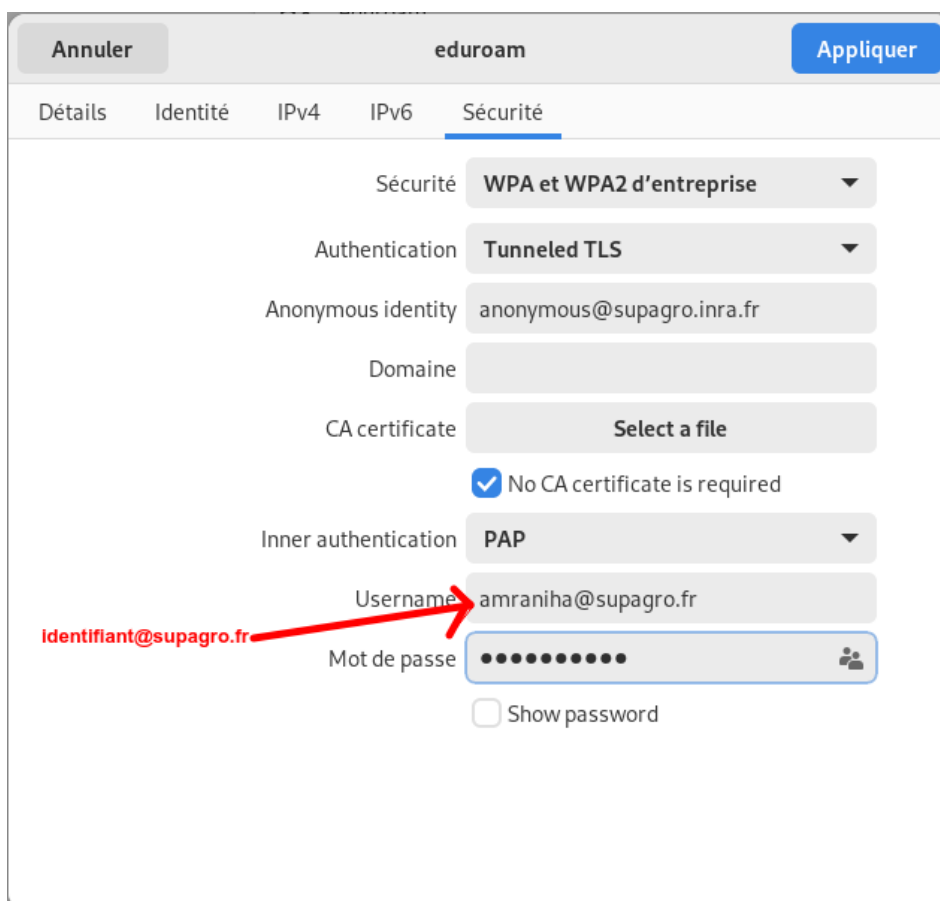 Annuler eduroam Appliquer
Détails Identité IPv4 IPv6 Sécurité
Sécurité WPA et WPA2 d’entreprise
Authentication Tunneled TLS
Anonymous identity anonymous@supagro.inra.fr
Domaine
CA certificate Select a file
No CA certificate is required
Inner authentication PAP
Username amraniha@supagro.fr
identifiant@supagro.fr
Mot de passe ●●●●●●●●●●
Show password